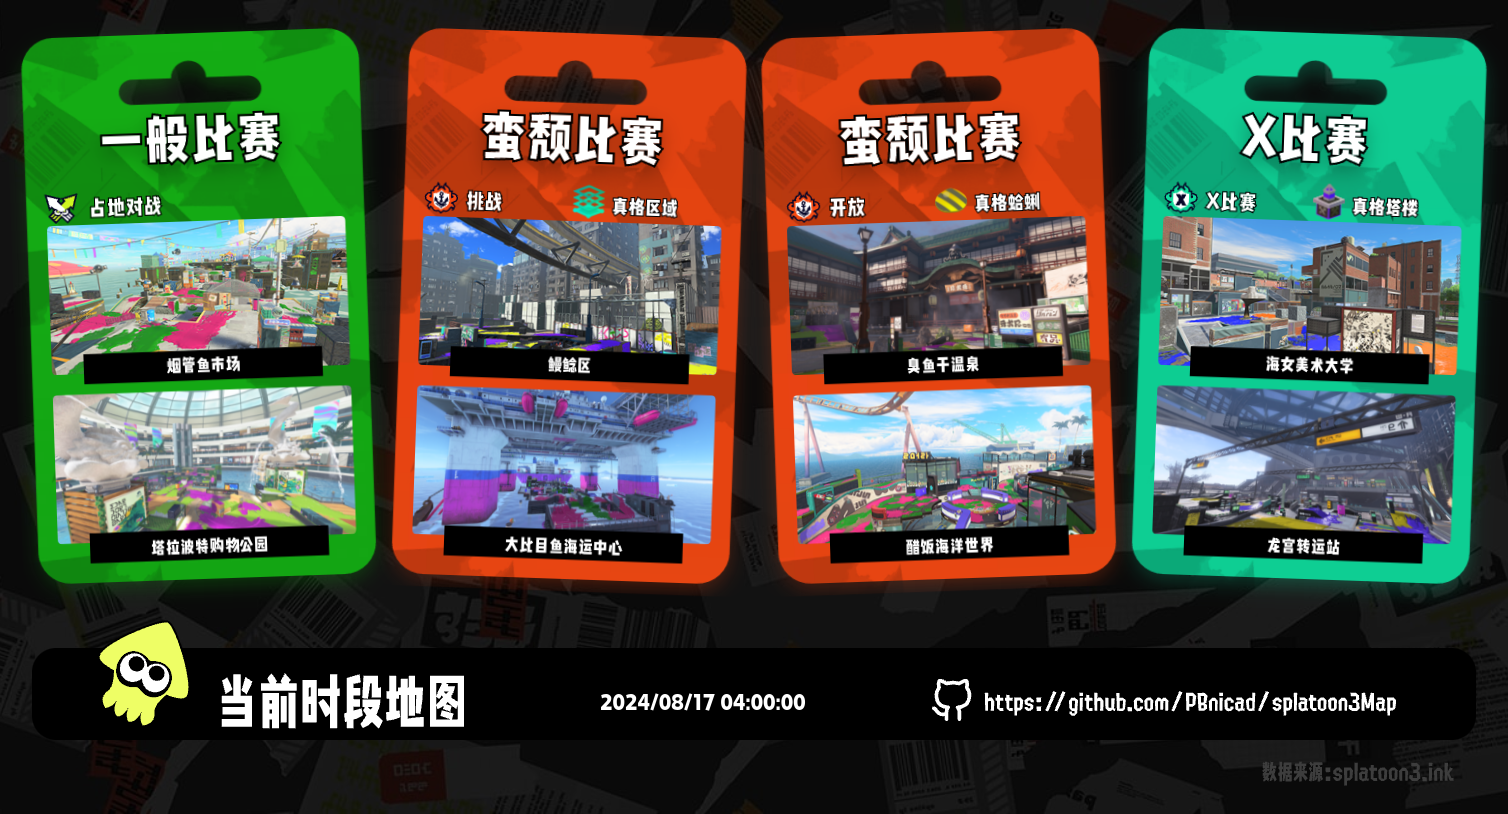 一般比赛
占地对战
烟管鱼市场
塔拉波特购物公园
蛮颓比赛
挑战
真格区域
鳗鲶区
大比目鱼海运中心
蛮颓比赛
开放
真格蛤蜊
臭鱼干温泉
醋饭海洋世界
X比赛
X比赛
真格塔楼
海女美术大学
龙宫转运站
当前时段地图
2024/08/17 04:00:00
https://github.com/PBnicad/splatoon3Map
数据来源:splatoon3.ink